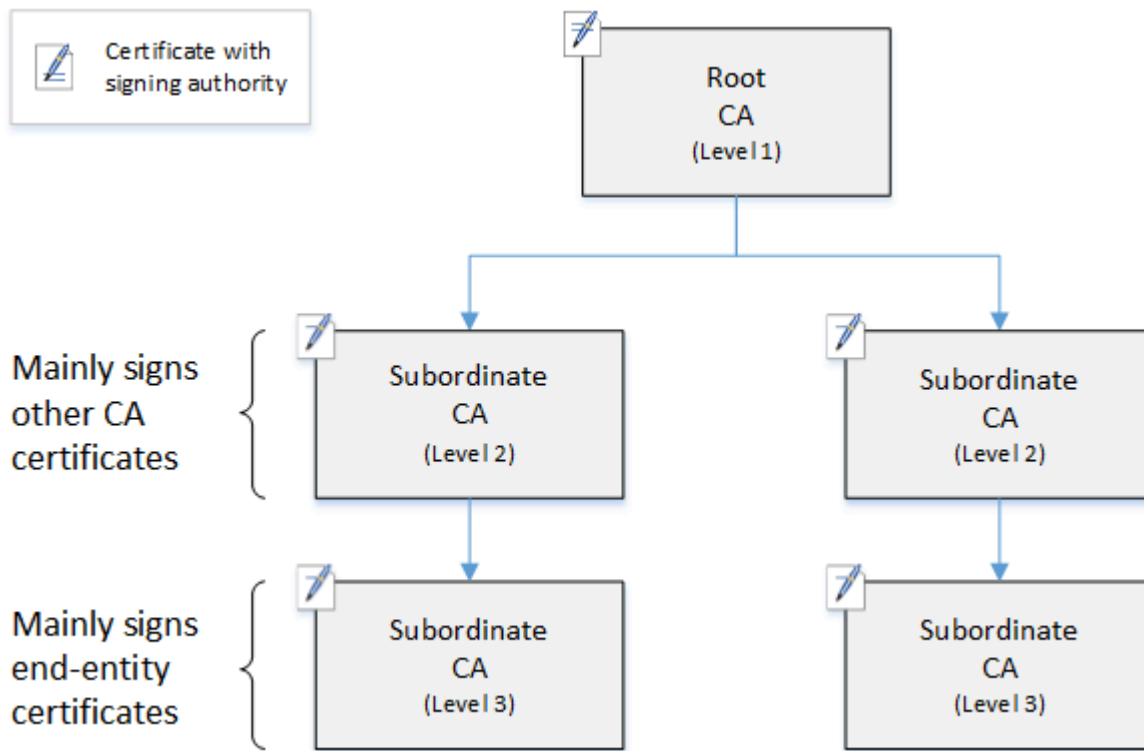 Certificate with
signing authority
Root
CA
(Level 1)
Mainly signs
other CA
certificates
Subordinate
CA
(Level 2)
Subordinate
CA
(Level 2)
Mainly signs
end-entity
certificates
Subordinate
CA
(Level 3)
Subordinate
CA
(Level 3)